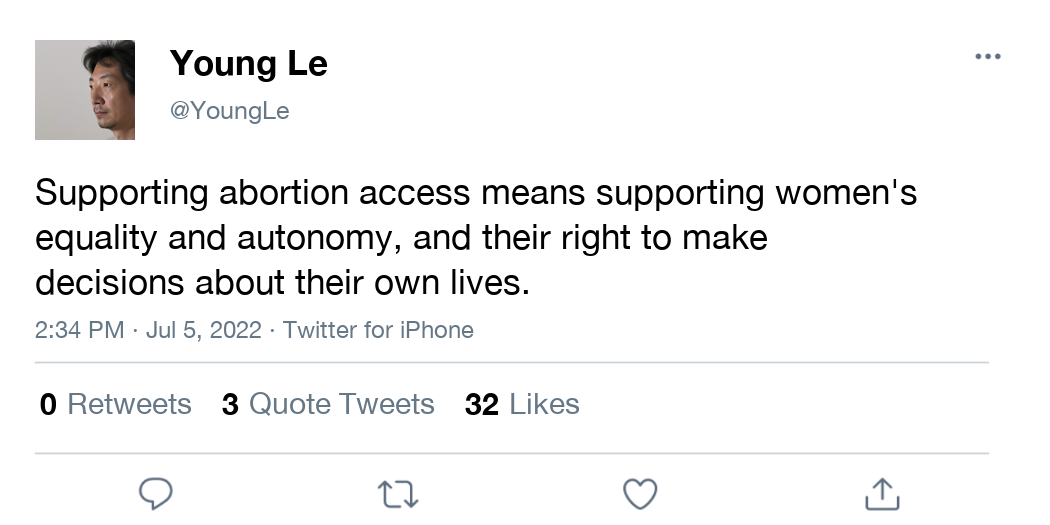 Young Le
@YoungLe
Supporting abortion access means supporting women's
equality and autonomy, and their right to make
decisions about their own lives.
2:34 PM · Jul 5, 2022 · Twitter for iPhone
0 Retweets 3 Quote Tweets 32 Likes